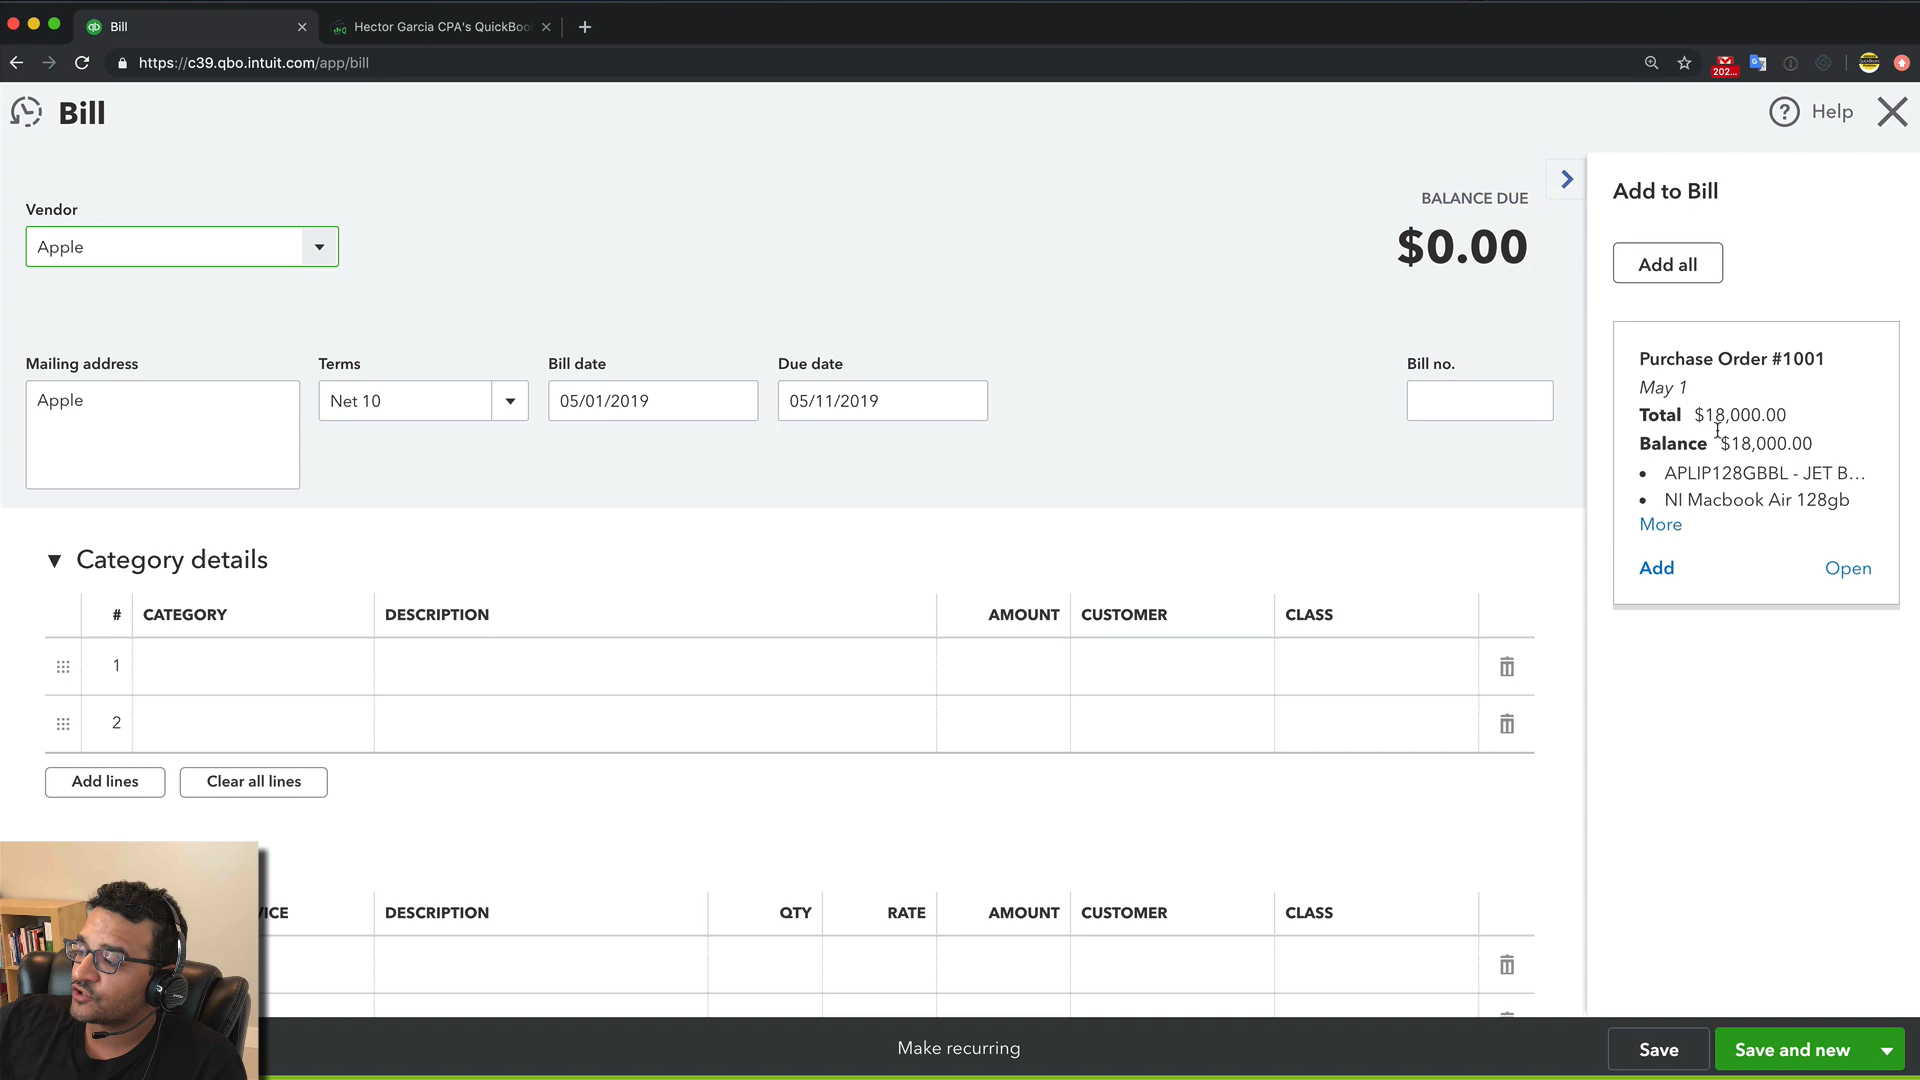 Bill
Hector Garcia CPA's QuickBoo
https://c39.qbo.intuit.com/app/bill
202...
Bill
Help
Vendor
Apple
BALANCE DUE
$0.00
Mailing address
Apple
Terms
Net 10
Bill date
05/01/2019
Due date
05/11/2019
Bill no.
Add to Bill
Add all
Purchase Order #1001
May 1
Total $18,000.00
Balance $18,000.00
APLIP128GBBL - JET B...
NI Macbook Air 128gb
More
Add
Open
Category details
# CATEGORY DESCRIPTION AMOUNT CUSTOMER CLASS
1
2
Add lines
Clear all lines
VICE DESCRIPTION QTY RATE AMOUNT CUSTOMER CLASS
Make recurring
Save
Save and new